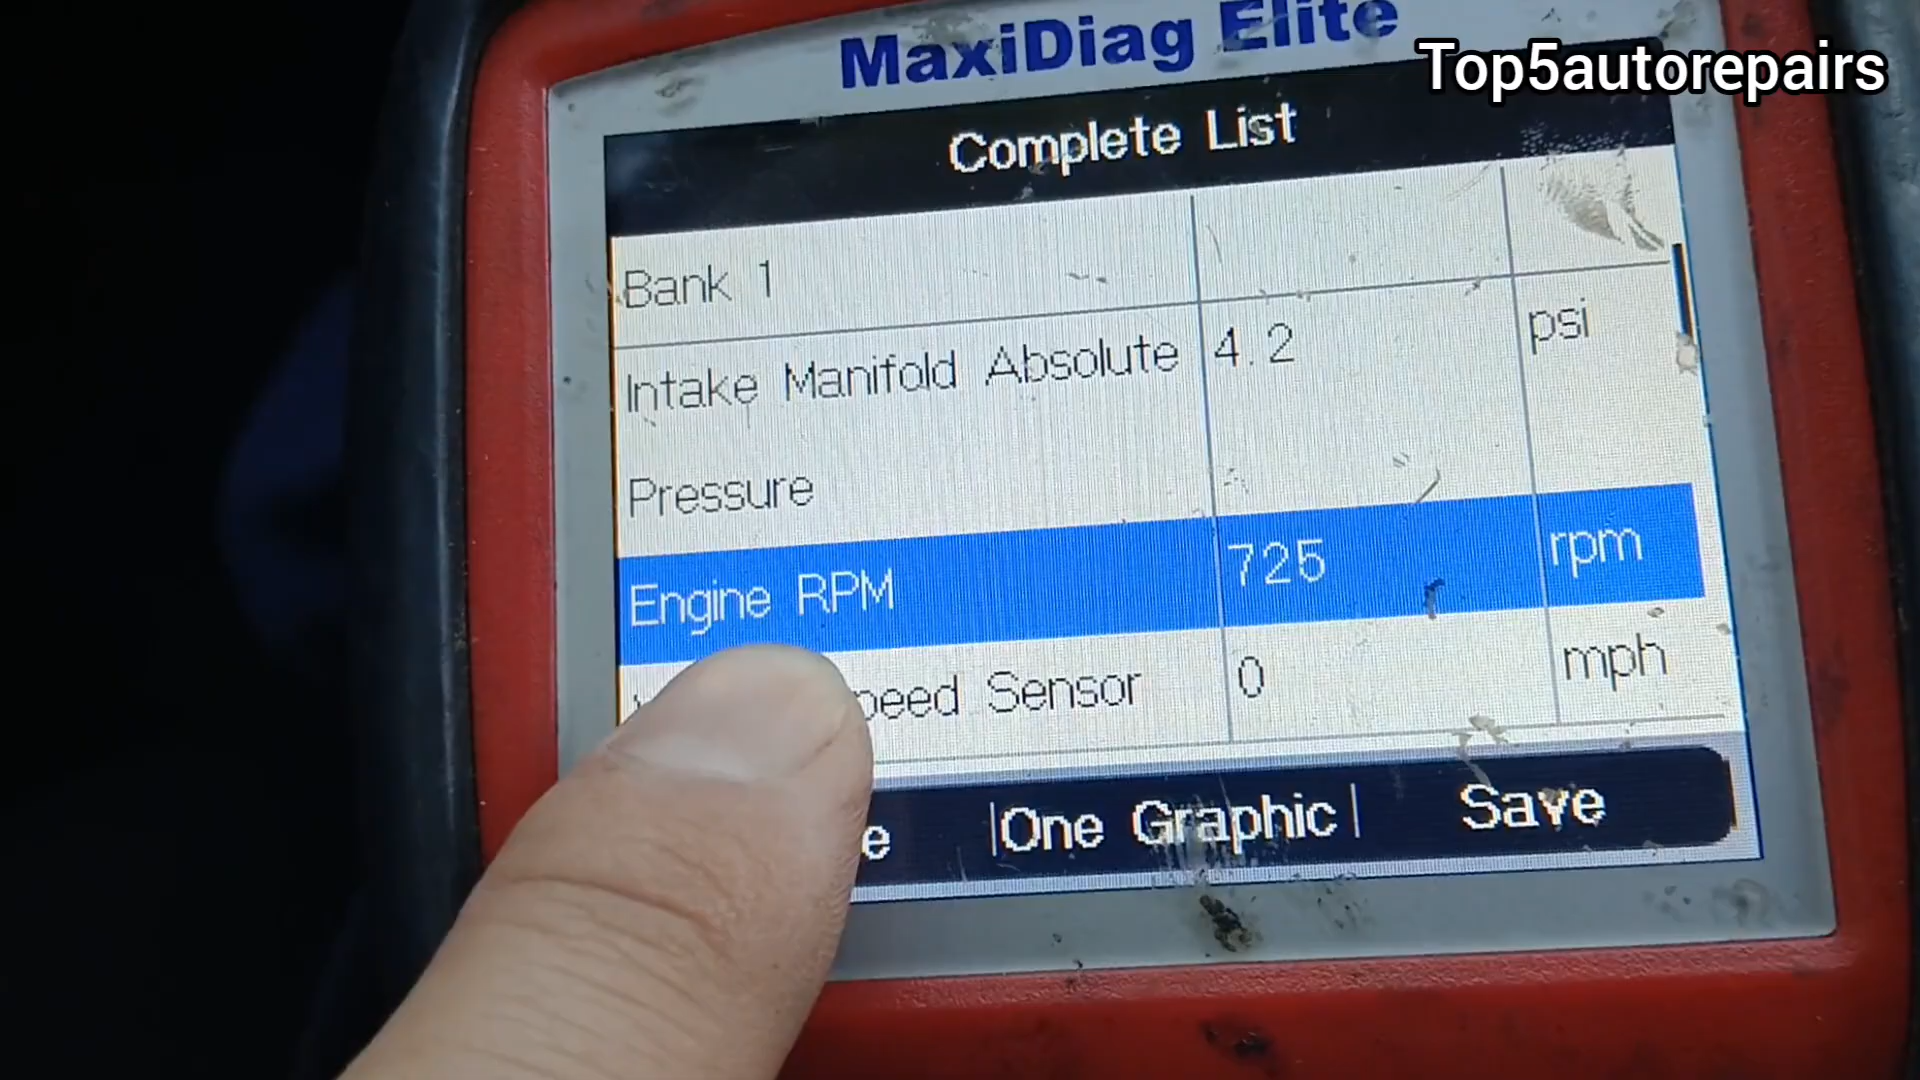 MaxiDiag Elite
Top5autorepairs
Complete List
Bank 1
Intake Manifold Absolute 4.2 psi
Pressure
Engine RPM 725 rpm
Sensor 0 mph
One Graphic Save